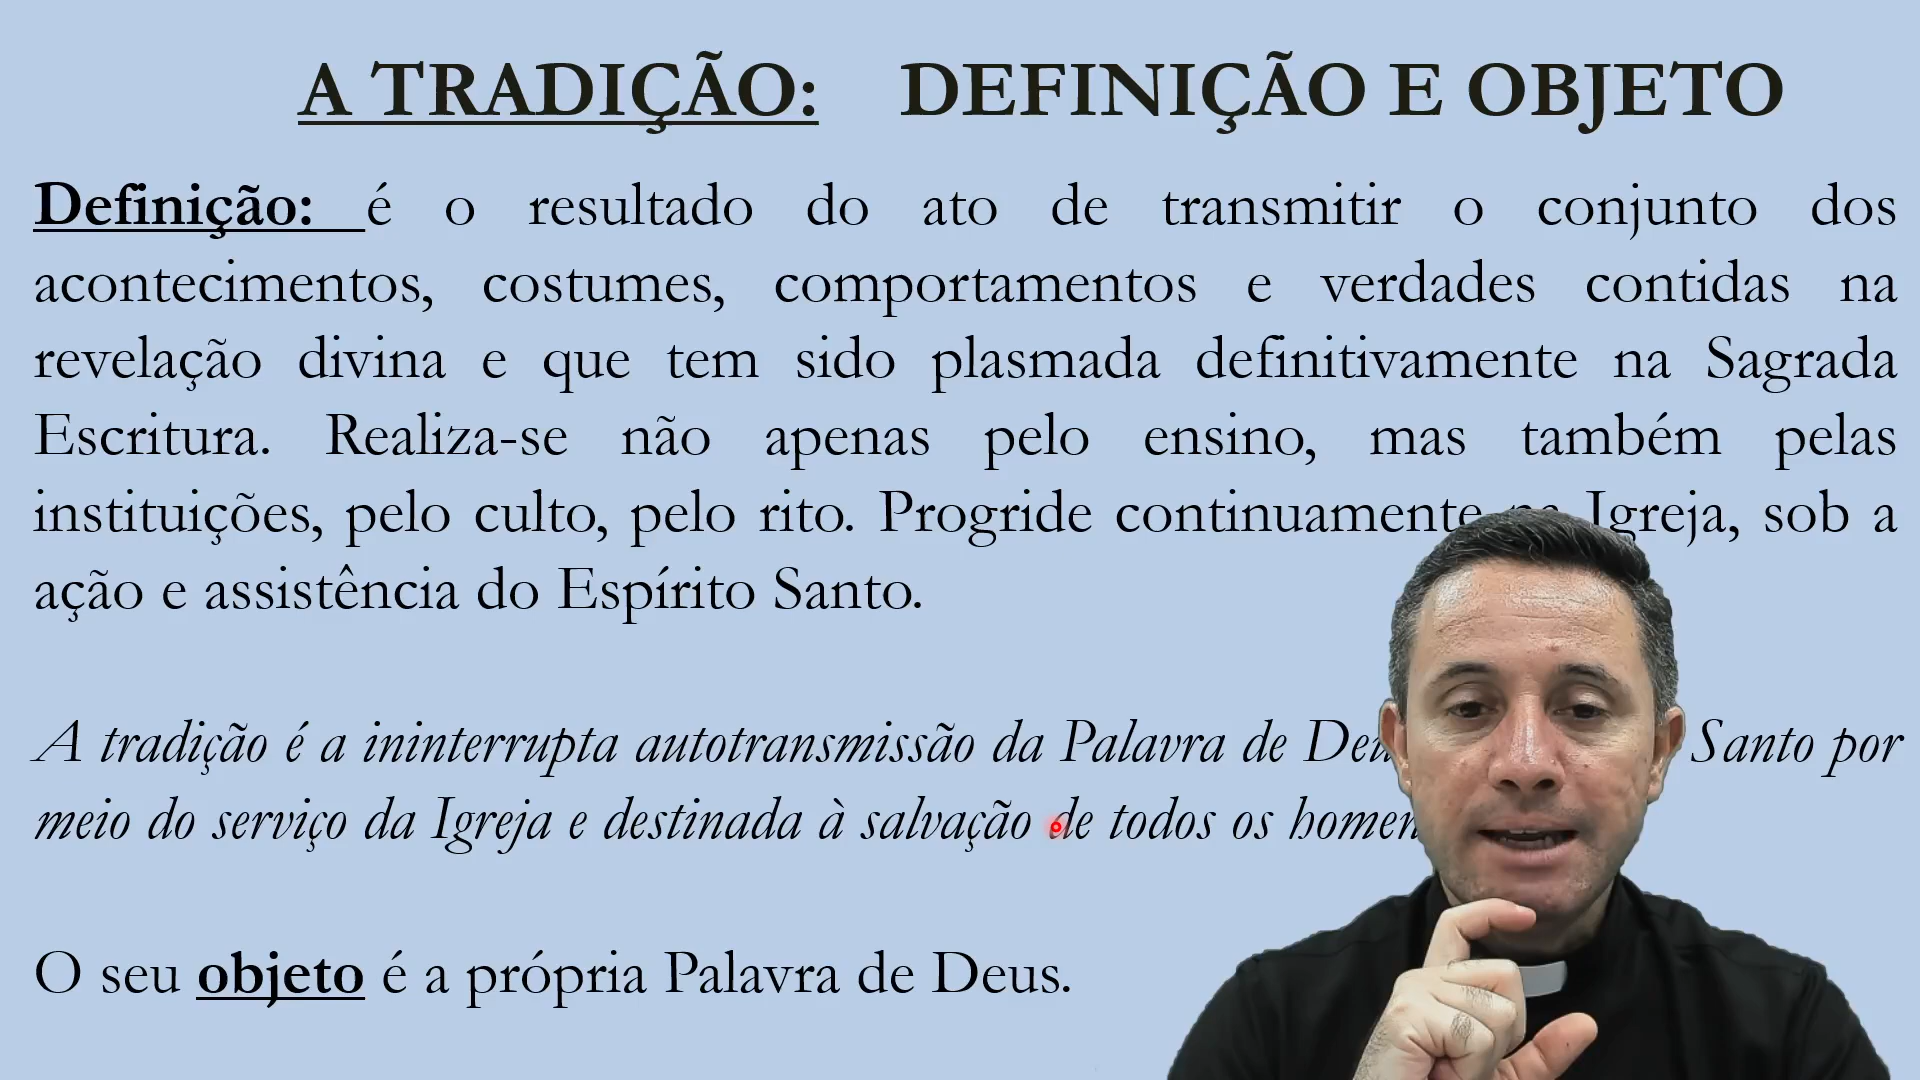 A TRADIÇÃO: DEFINIÇÃO E OBJETO
Definição: é o resultado do ato de transmitir o conjunto dos
acontecimentos, costumes, comportamentos e verdades contidas na
revelação divina e que tem sido plasmada definitivamente na Sagrada
Escritura. Realiza-se não apenas pelo ensino, mas também pelas
instituições, pelo culto, pelo rito. Progride continuamente na Igreja, sob a
ação e assistência do Espírito Santo.
A tradição é a ininterrupta autotransmissão da Palavra de Santo por
meio do serviço da Igreja e destinada à salvação de todos os
O seu objeto é a própria Palavra de Deus.